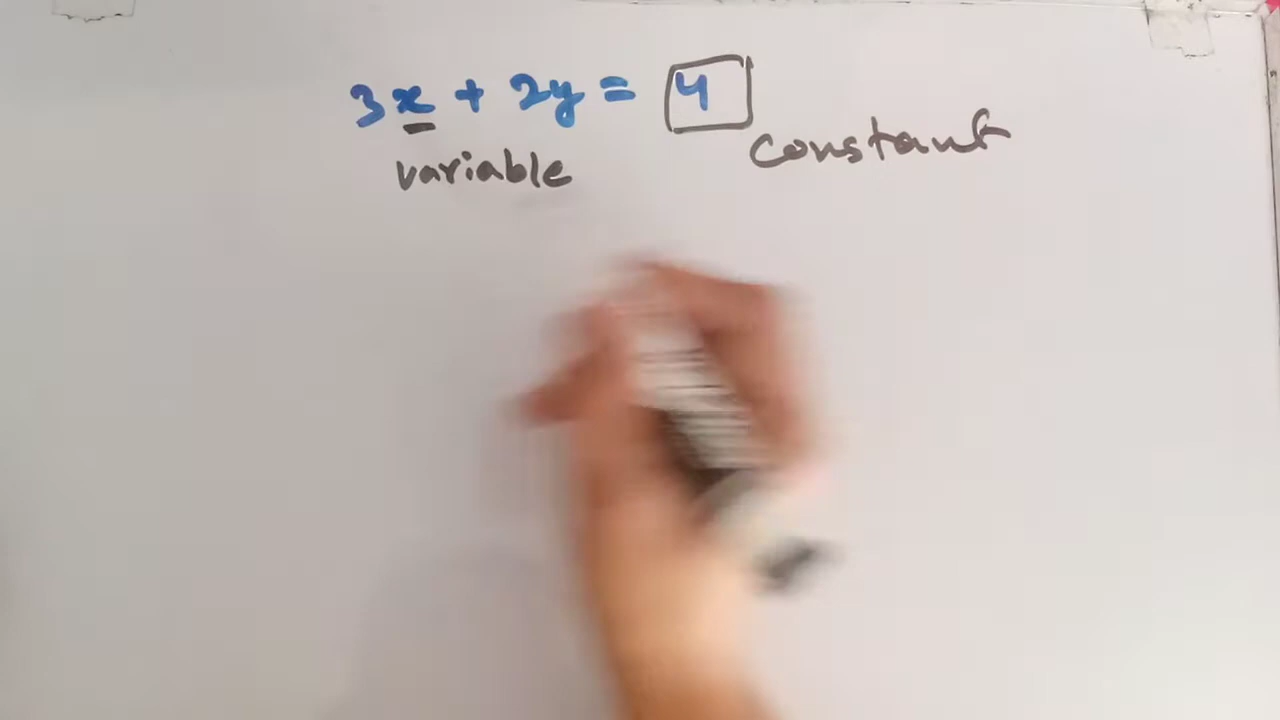 3x + 2y = 4
variable
constant